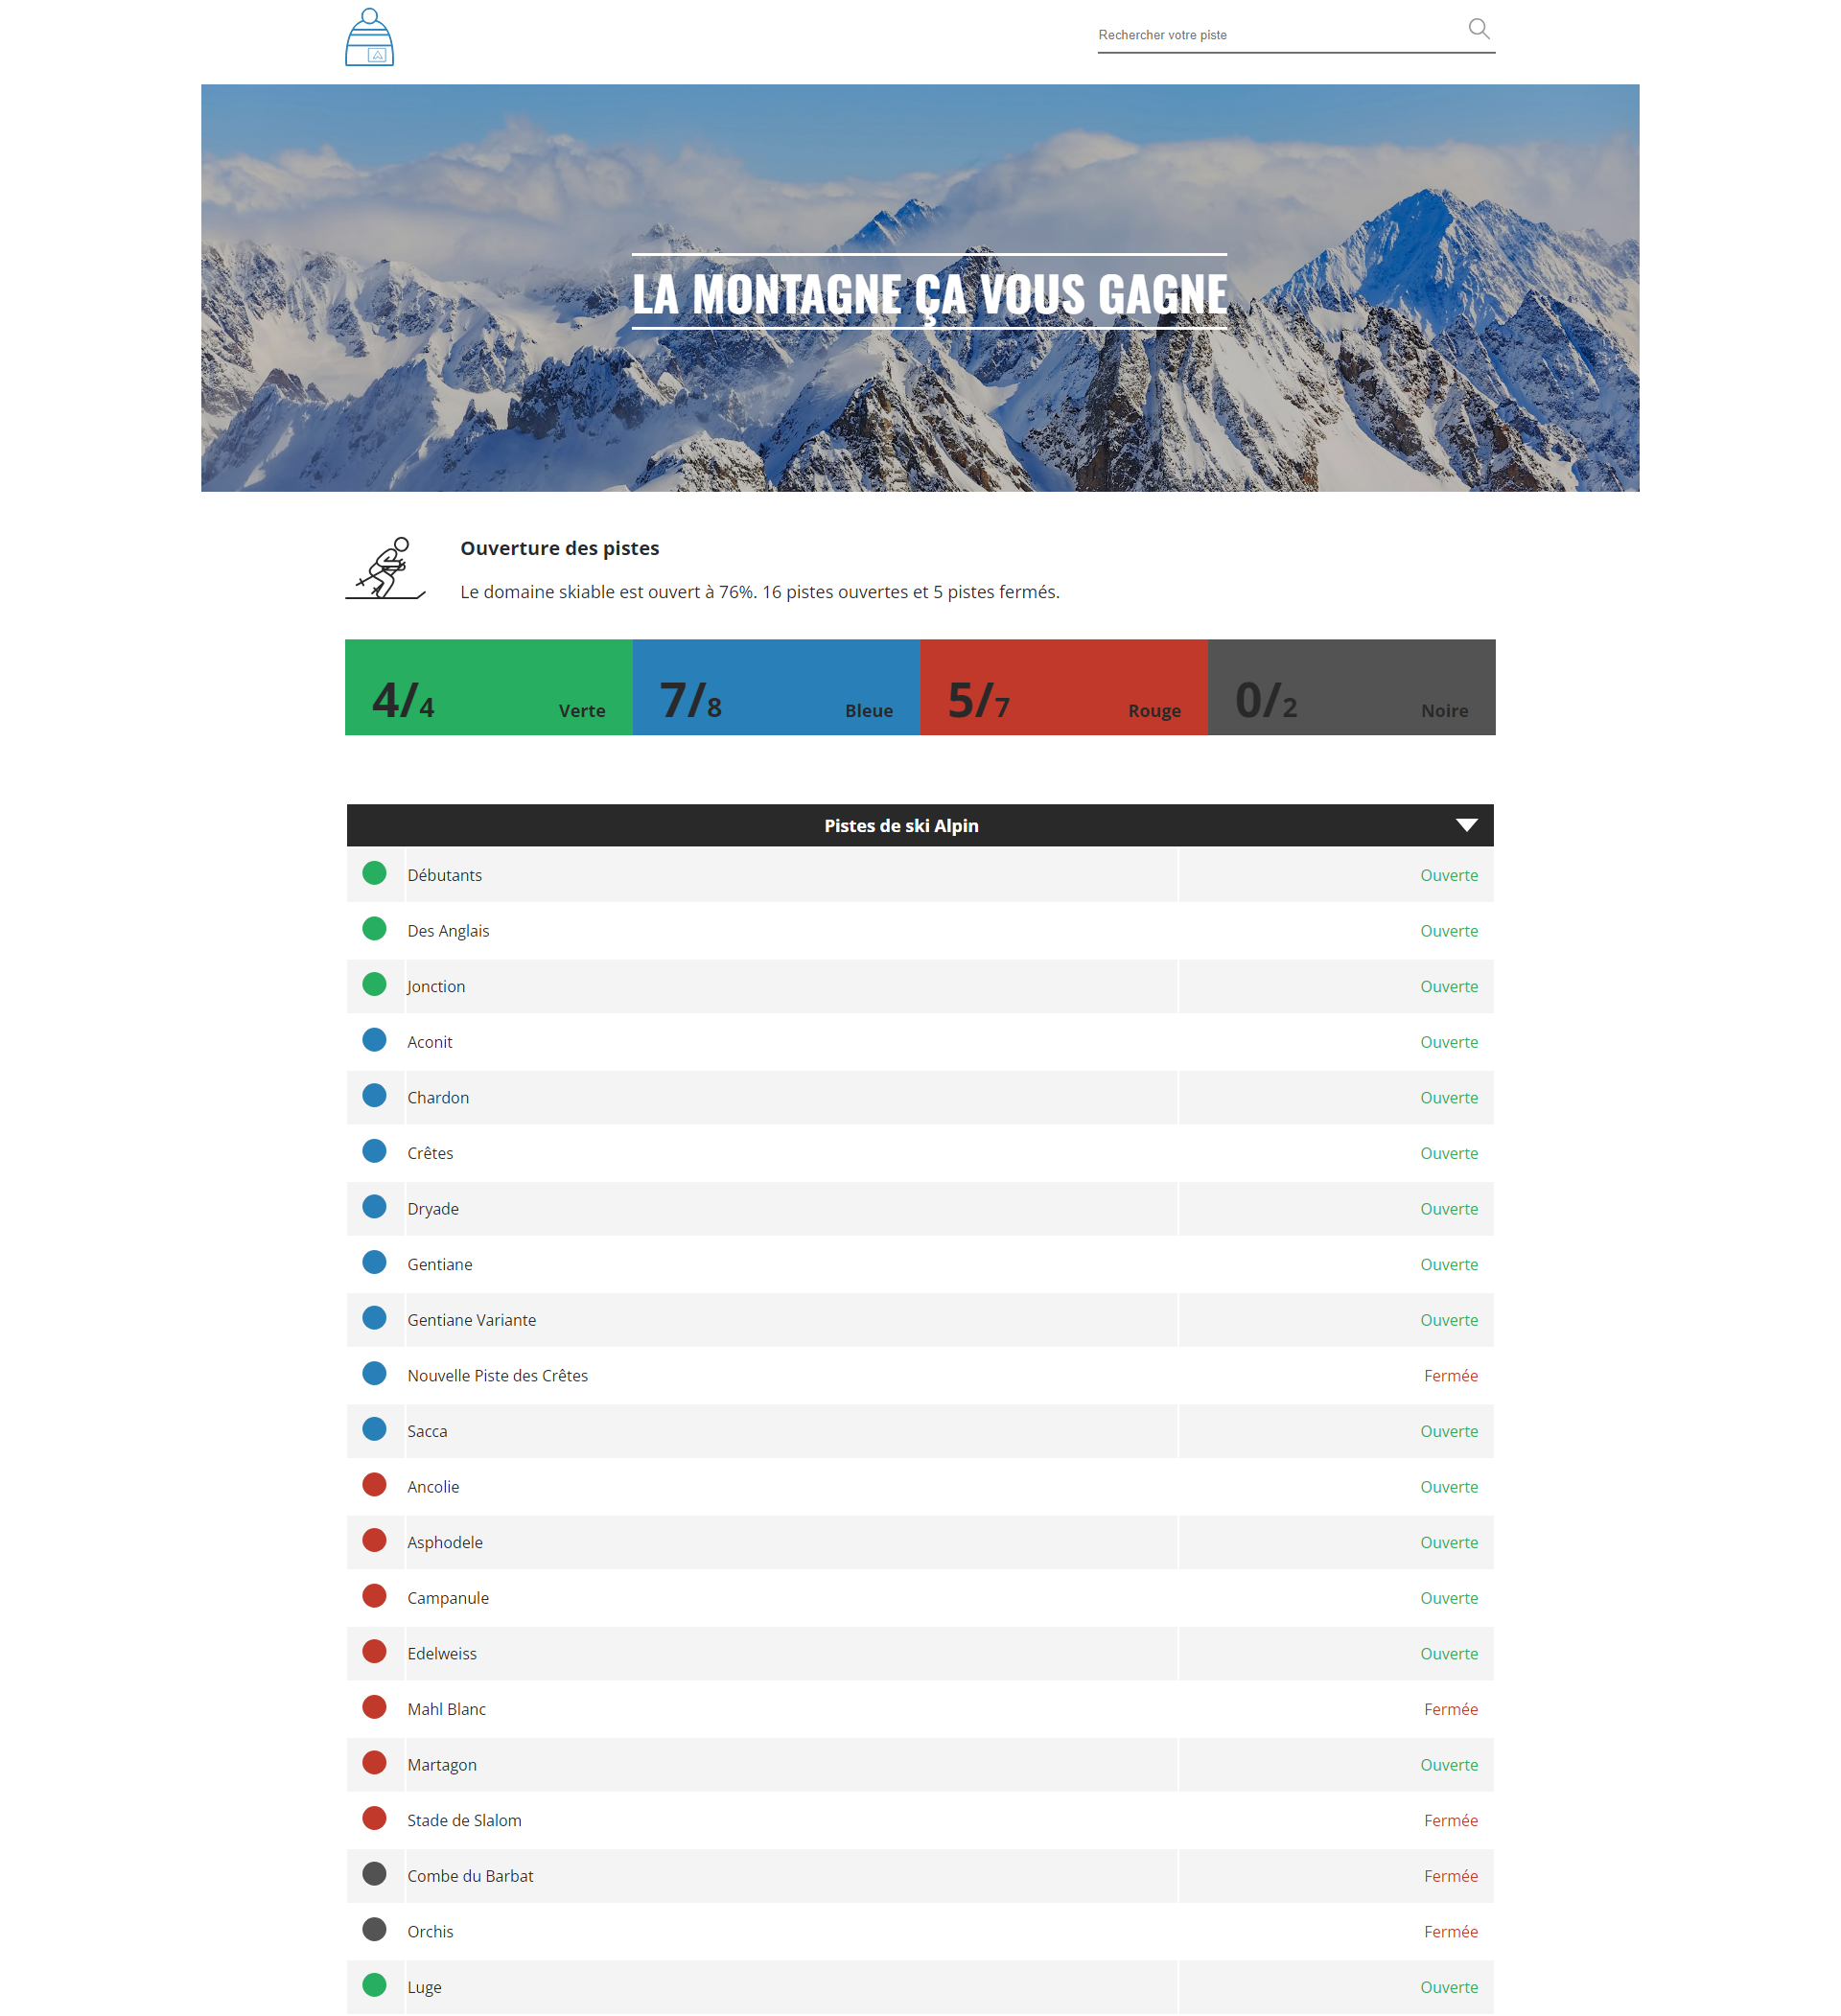 Rechercher votre piste
LA MONTAGNE ÇA VOUS GAGNE
Ouverture des pistes
Le domaine skiable est ouvert à 76%. 16 pistes ouvertes et 5 pistes fermés.
4/4 Verte 7/8 Bleue 5/7 Rouge 0/2 Noire
Pistes de ski Alpin
Débutants Ouverte
Des Anglais Ouverte
Jonction Ouverte
Aconit Ouverte
Chardon Ouverte
Crêtes Ouverte
Dryade Ouverte
Gentiane Ouverte
Gentiane Variante Ouverte
Nouvelle Piste des Crêtes Fermée
Sacca Ouverte
Ancolie Ouverte
Asphodele Ouverte
Campanule Ouverte
Edelweiss Ouverte
Mahl Blanc Fermée
Martagon Ouverte
Stade de Slalom Fermée
Combe du Barbat Fermée
Orchis Fermée
Luge Ouverte